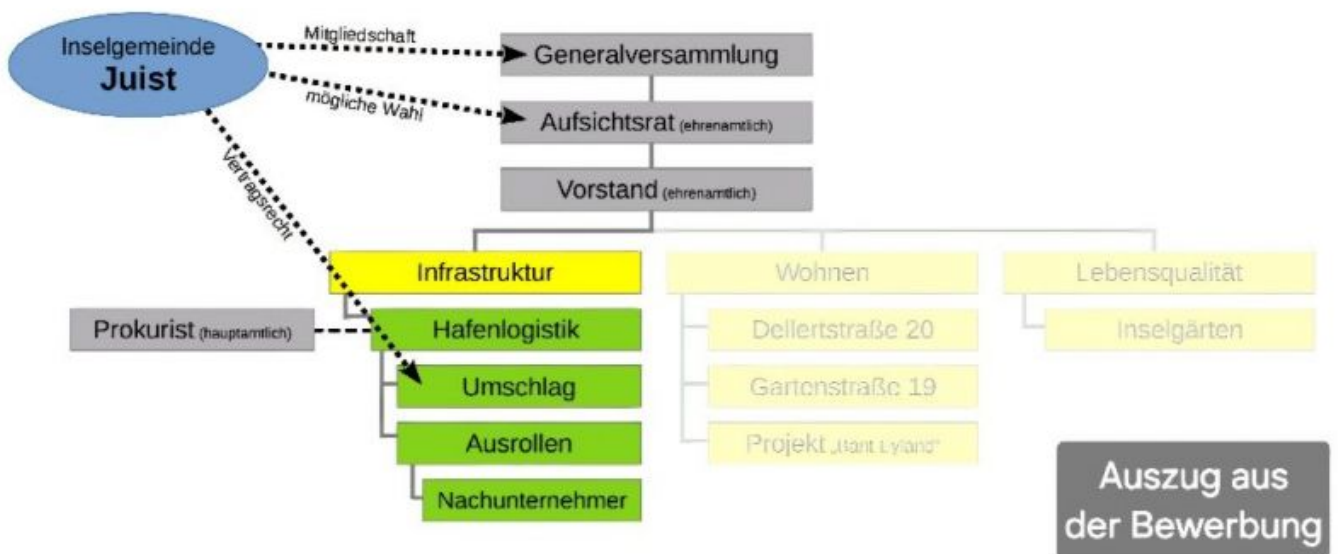 Inselgemeinde
Juist
Mitgliedschaft
mögliche Wahl
Vertragsrecht
Generalversammlung
Aufsichtsrat (ehrenamtlich)
Vorstand (ehrenamtlich)
Infrastruktur
Wohnen
Lebensqualität
Prokurist (hauptamtlich)
Hafenlogistik
Dellertstraße 20
Inselgärten
Umschlag
Gartenstraße 19
Ausrollen
Projekt
Nachunternehmer
Auszug aus
der Bewerbung